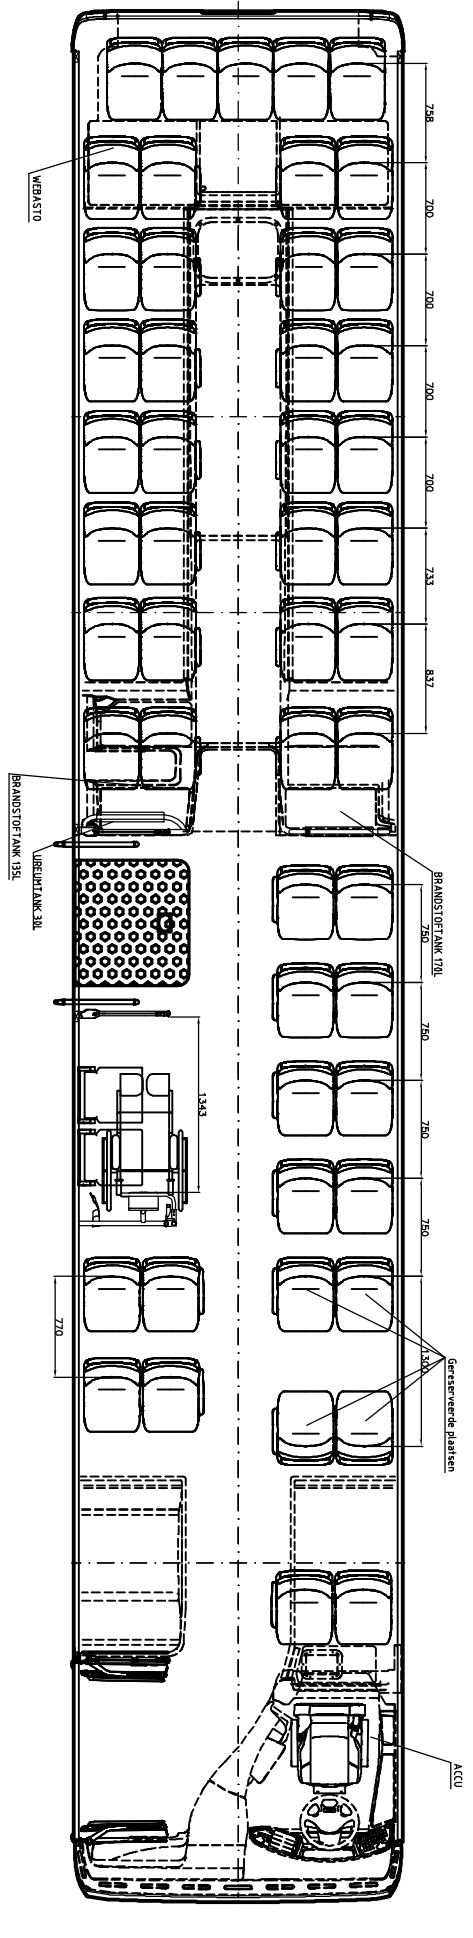 758
700
WEBASTO
700
700
700
733
837
BRANDSTOFTANK 135L
UREUMTANK 30L
BRANDSTOFTANK 170L
750
750
1343
750
750
770
1300
Gereserveerde plaatsen
ACCU